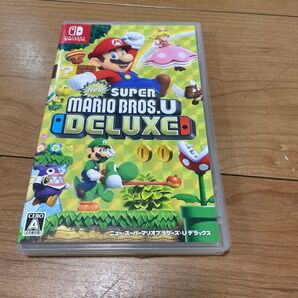 NINTENDO
SWITCH
New SUPER
MARIO BROS. U
DELUXE
CERO
A
ニュー・スーパーマリオブラザーズ・U デラックス